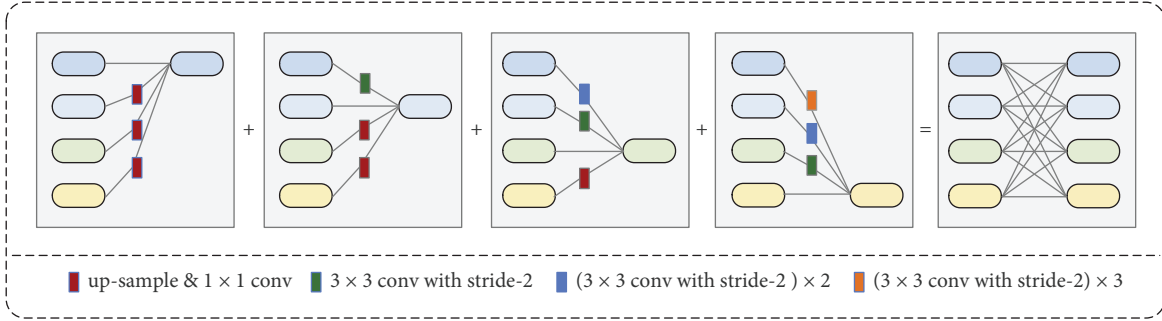 + + + =
up-sample & 1 × 1 conv 3 × 3 conv with stride-2 (3 × 3 conv with stride-2 ) × 2 (3 × 3 conv with stride-2) × 3